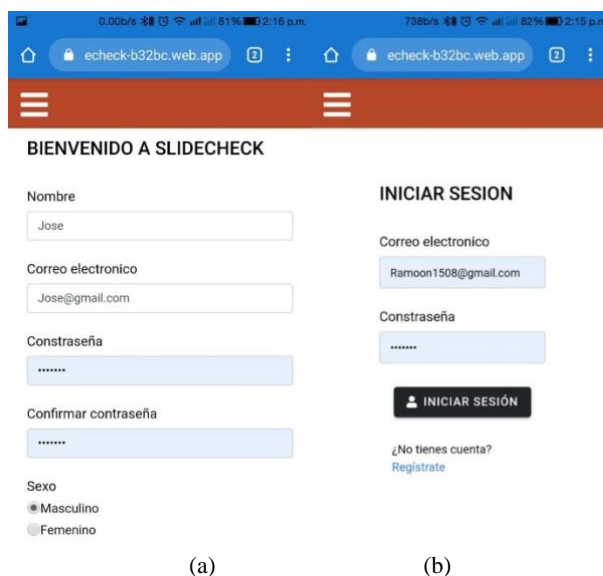 0.00b/s 81% 2:16 p.m.
echeck-b32bc.web.app 2
BIENVENIDO A SLIDECHECK
Nombre
Jose
Correo electronico
Jose@gmail.com
Constraseña
•••••••
Confirmar contraseña
•••••••
Sexo
Masculino
Femenino
(a)
738b/s 82% 2:15 p.m
echeck-b32bc.web.app 2
INICIAR SESION
Correo electronico
Ramoon1508@gmail.com
Constraseña
•••••••
INICIAR SESIÓN
¿No tienes cuenta?
Regístrate
(b)